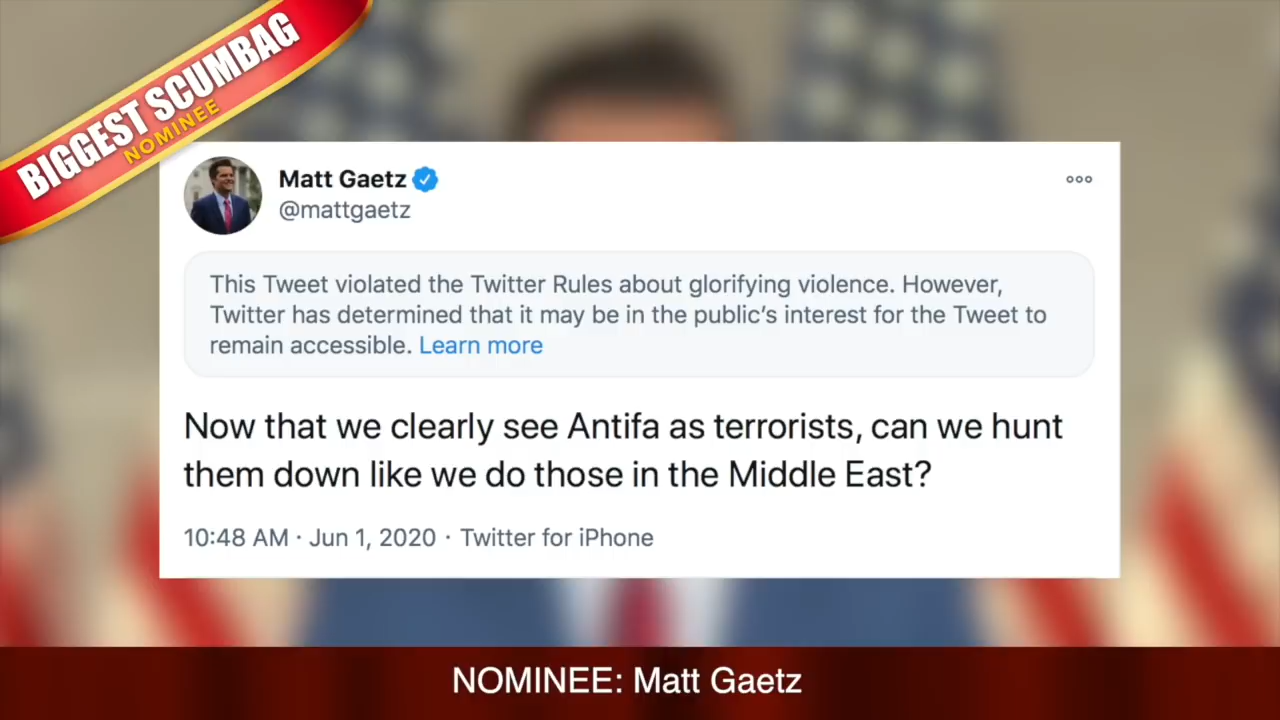 BIGGEST SCUMBAG
NOMINEE
Matt Gaetz
@mattgaetz
This Tweet violated the Twitter Rules about glorifying violence. However,
Twitter has determined that it may be in the public’s interest for the Tweet to
remain accessible. Learn more
Now that we clearly see Antifa as terrorists, can we hunt
them down like we do those in the Middle East?
10:48 AM · Jun 1, 2020 · Twitter for iPhone
NOMINEE: Matt Gaetz